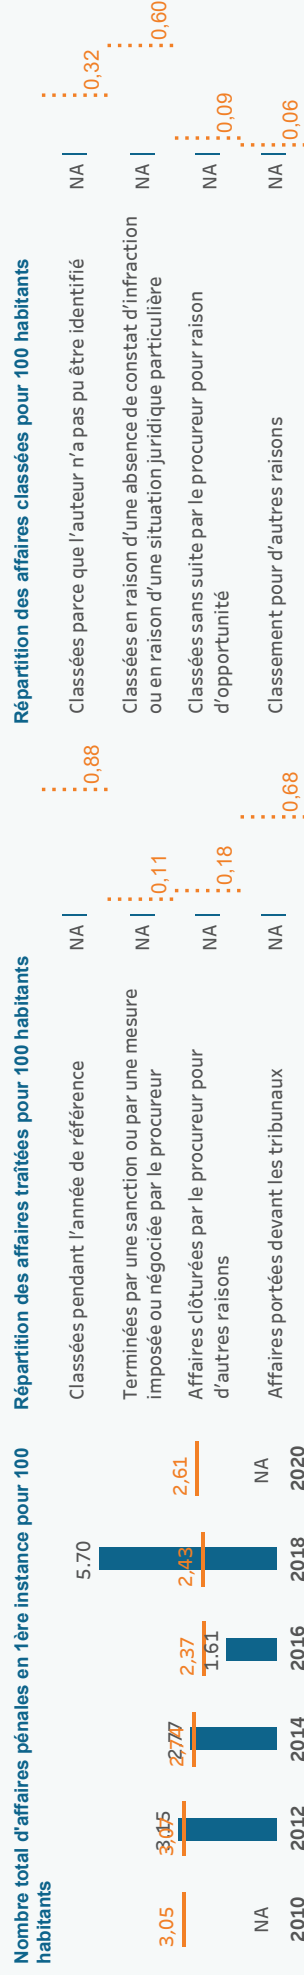 Nombre total d'affaires pénales en 1ère instance pour 100
habitants
3,05
NA
3.15
2.77
2,37
1.61
5.70
2,43
2,61
NA
2010
2012
2014
2016
2018
2020
Répartition des affaires traîtées pour 100 habitants
Classées pendant l'année de référence
NA
0,88
Terminées par une sanction ou par une mesure
imposée ou négociée par le procureur
NA
0,11
Affaires clôturées par le procureur pour
d'autres raisons
NA
0,18
Affaires portées devant les tribunaux
NA
0,68
Répartition des affaires classées pour 100 habitants
Classées parce que l'auteur n'a pas pu être identifié
NA
0,32
Classées en raison d'une absence de constat d'infraction
ou en raison d'une situation juridique particulière
NA
0,60
Classées sans suite par le procureur pour raison
d'opportunité
NA
0,09
Classement pour d'autres raisons
NA
0,06